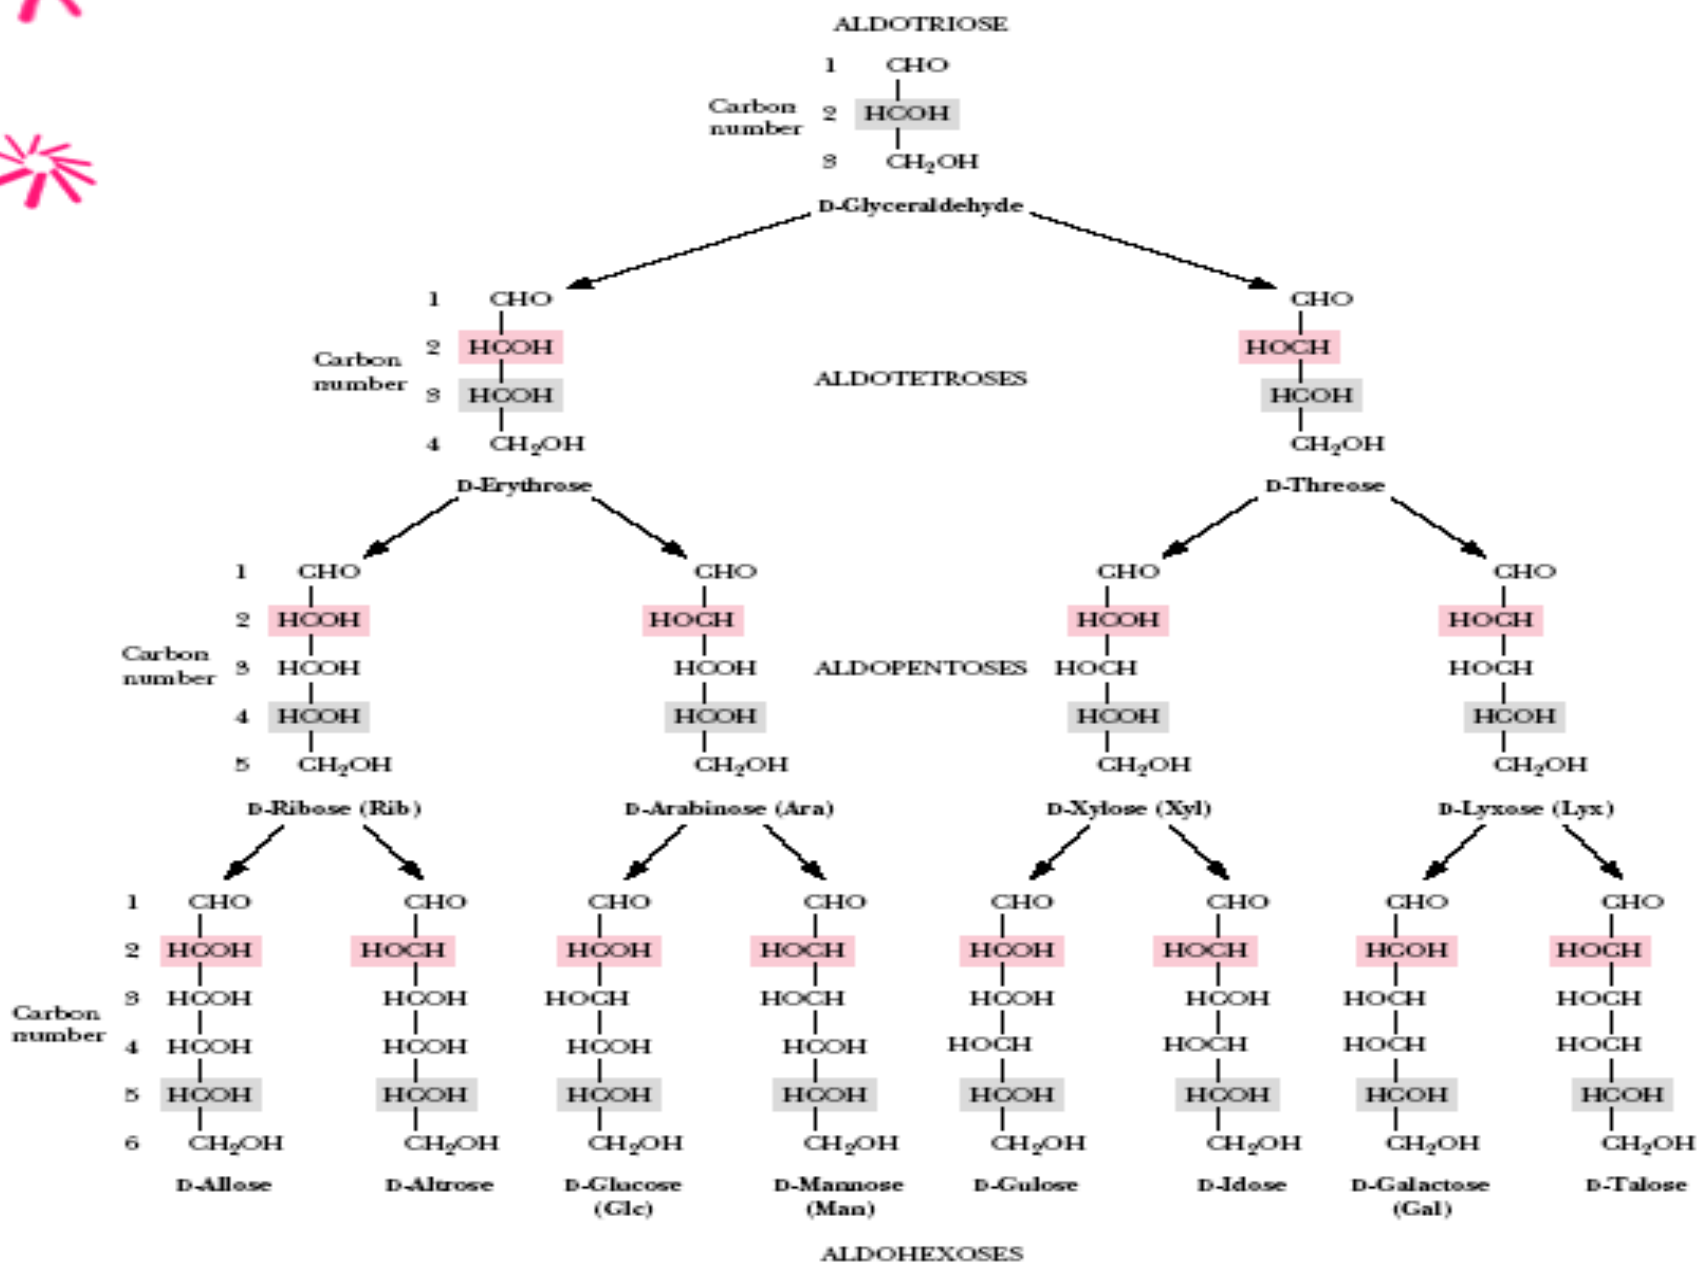 ALDOTRIOSE
1 CHO
Carbon number 2 HCOH
3 CH₂OH
D-Glyceraldehyde
1 CHO CHO
Carbon number 2 HCOH HOCH
ALDOTETROSES
3 HCOH HCOH
4 CH₂OH CH₂OH
D-Erythrose D-Threose
1 CHO CHO CHO CHO
2 HCOH HOCH HCOH HOCH
Carbon number 3 HCOH HCOH ALDOPENTOSES HOCH HOCH
4 HCOH HCOH HCOH HCOH
5 CH₂OH CH₂OH CH₂OH CH₂OH
D-Ribose (Rib) D-Arabinose (Ara) D-Xylose (Xyl) D-Lyxose (Lyx)
1 CHO CHO CHO CHO CHO CHO CHO CHO
2 HCOH HOCH HCOH HOCH HCOH HOCH HCOH HOCH
Carbon number 3 HCOH HCOH HOCH HOCH HCOH HCOH HOCH HOCH
4 HCOH HCOH HCOH HCOH HOCH HOCH HOCH HOCH
5 HCOH HCOH HCOH HCOH HCOH HCOH HCOH HCOH
6 CH₂OH CH₂OH CH₂OH CH₂OH CH₂OH CH₂OH CH₂OH CH₂OH
D-Allose D-Altrose D-Glucose D-Mannose D-Gulose D-Idose D-Galactose D-Talose
(Glc) (Man) (Gal)
ALDOHEXOSES